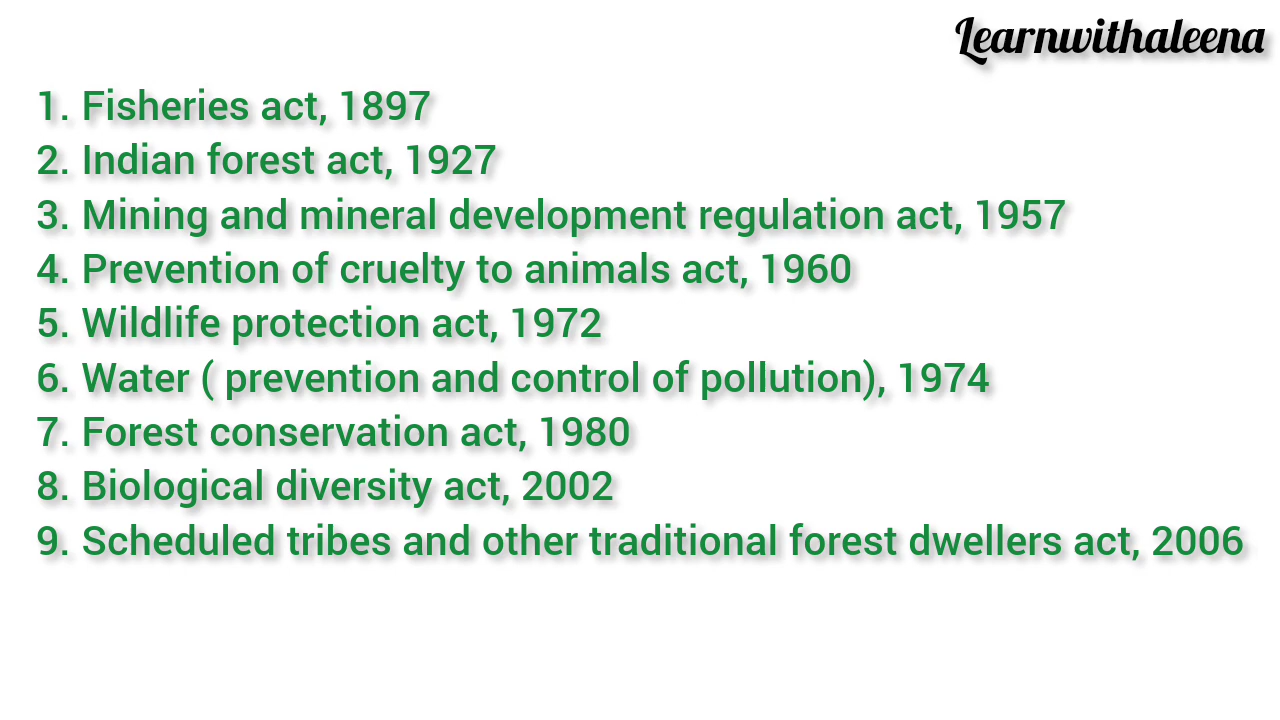 Learnwithaleena
1. Fisheries act, 1897
2. Indian forest act, 1927
3. Mining and mineral development regulation act, 1957
4. Prevention of cruelty to animals act, 1960
5. Wildlife protection act, 1972
6. Water ( prevention and control of pollution), 1974
7. Forest conservation act, 1980
8. Biological diversity act, 2002
9. Scheduled tribes and other traditional forest dwellers act, 2006